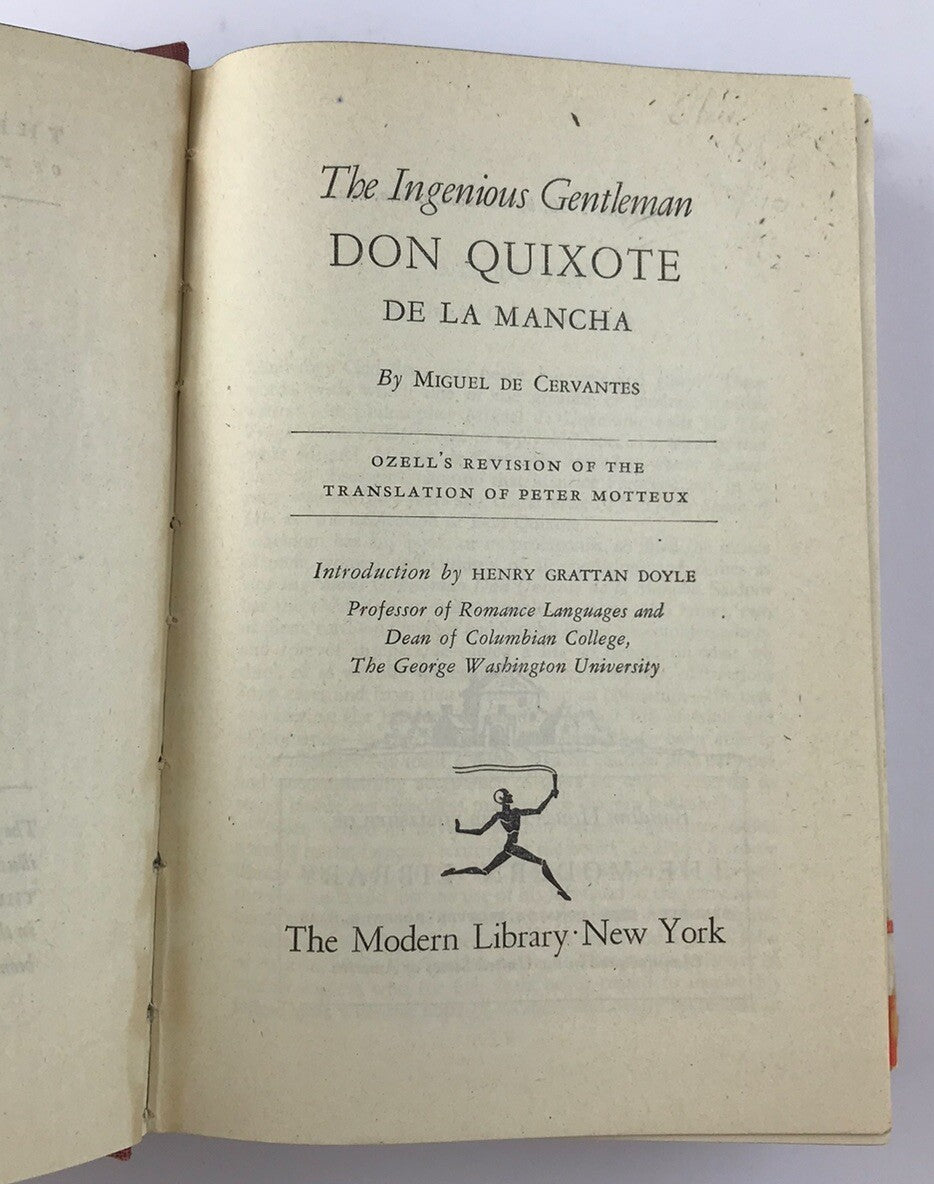 The Ingenious Gentleman
DON QUIXOTE
DE LA MANCHA
By MIGUEL DE CERVANTES
OZELL'S REVISION OF THE
TRANSLATION OF PETER MOTTEUX
Introduction by HENRY GRATTAN DOYLE
Professor of Romance Languages and
Dean of Columbian College,
The George Washington University
The Modern Library · New York